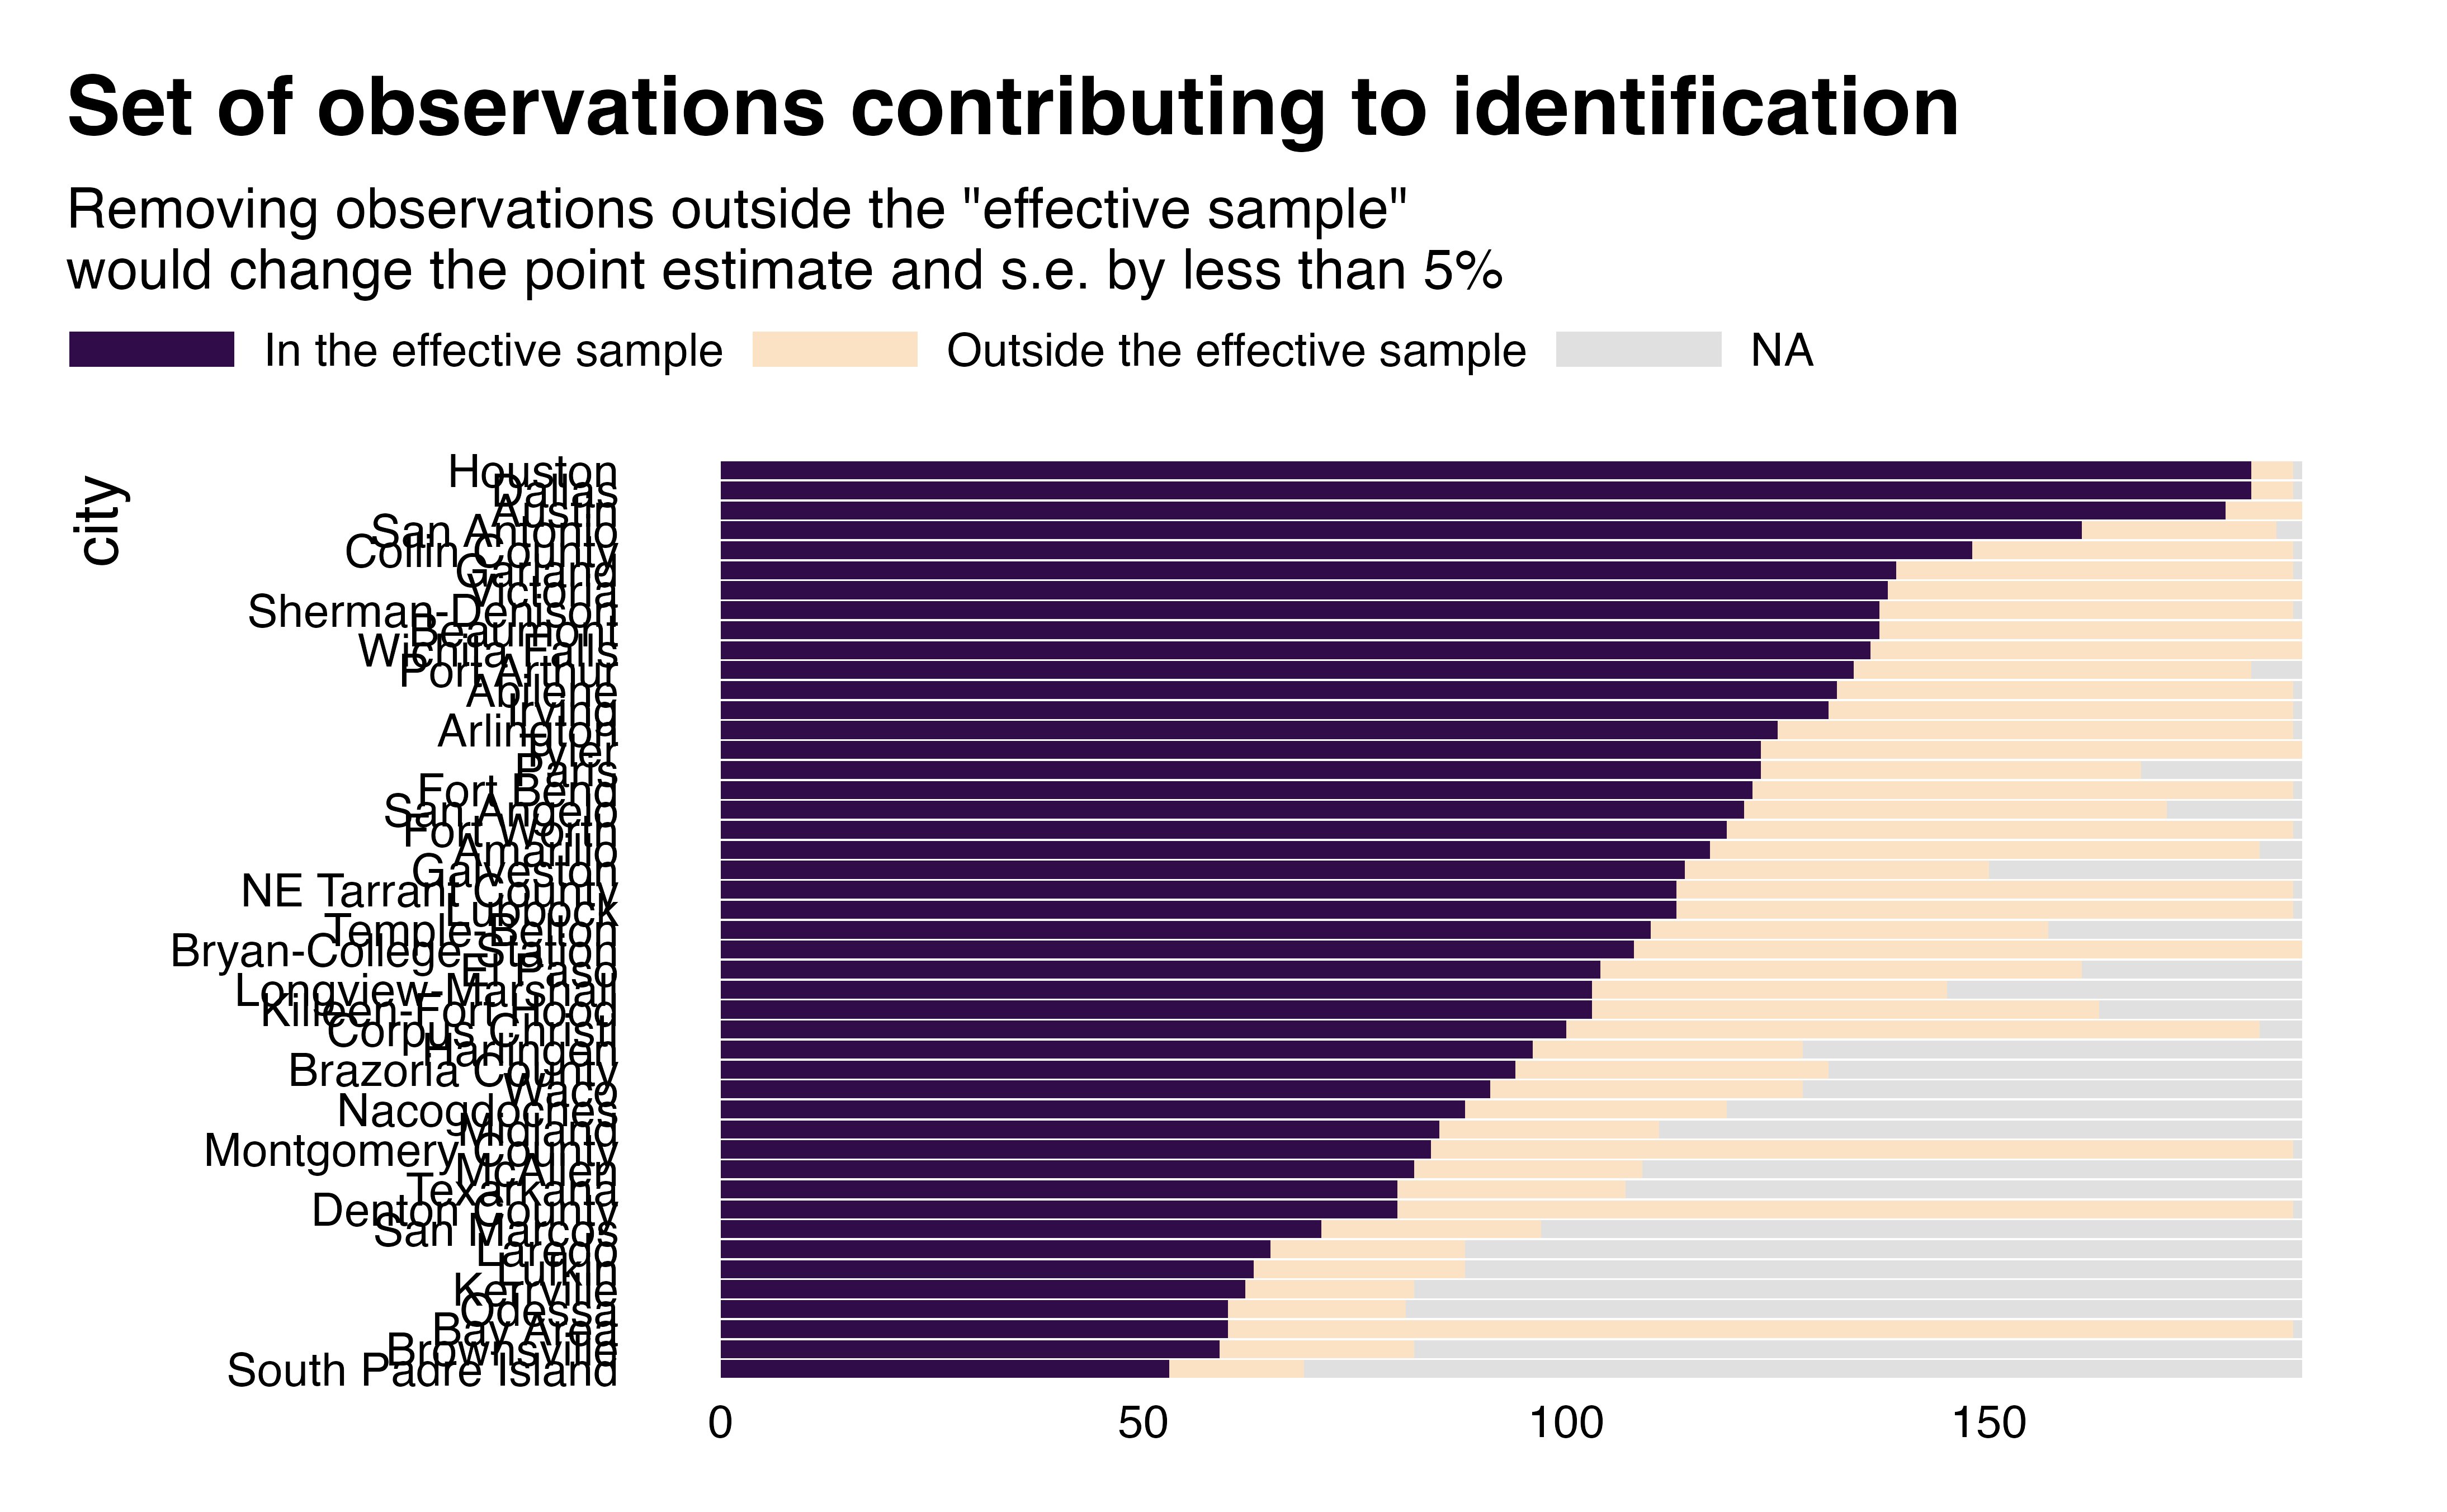 Set of observations contributing to identification
Removing observations outside the "effective sample"
would change the point estimate and s.e. by less than 5%
In the effective sample
Outside the effective sample
NA
city
Houston
Dallas
Austin
San Antonio
Collin County
Garland
Victoria
Sherman-Denison
Beaumont
Wichita Falls
Port Arthur
Abilene
Irving
Arlington
Tyler
Paris
Fort Bend
San Angelo
Fort Worth
Amarillo
Galveston
NE Tarrant County
Lubbock
Temple-Belton
Bryan-College Station
El Paso
Longview-Marshall
Killeen-Fort Hood
Corpus Christi
Harlingen
Brazoria County
Waco
Nacogdoches
Midland
Montgomery County
McAllen
Texarkana
Denton County
San Marcos
Laredo
Lufkin
Kerrville
Odessa
Bay Area
Brownsville
South Padre Island
0
50
100
150